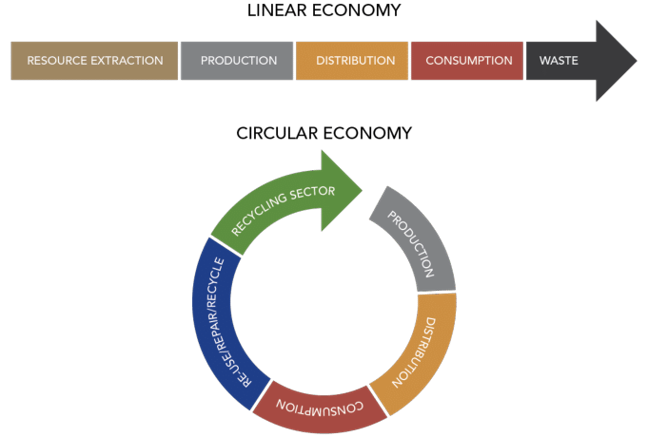 LINEAR ECONOMY
RESOURCE EXTRACTION
PRODUCTION
DISTRIBUTION
CONSUMPTION
WASTE
CIRCULAR ECONOMY
RECYCLING SECTOR
PRODUCTION
DISTRIBUTION
CONSUMPTION
RE-USE/REPAIR/RECYCLE